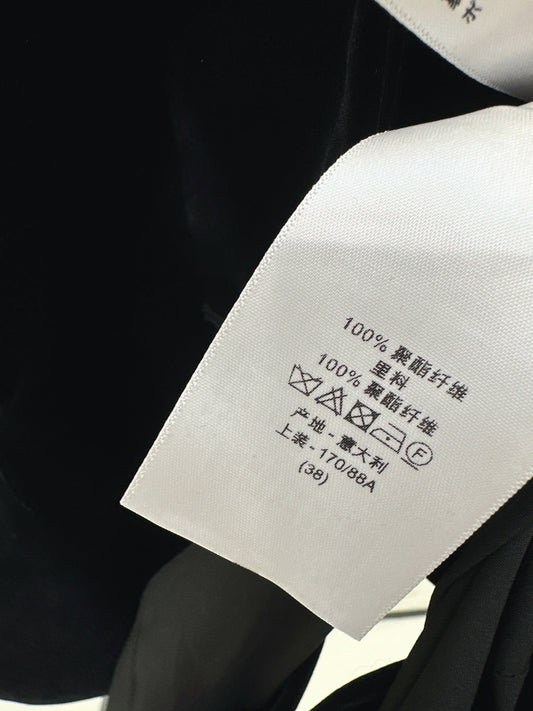 水
100% 聚酯纤维
里料
100% 聚酯纤维
F
产地 - 意大利
上装 - 170/88A
(38)